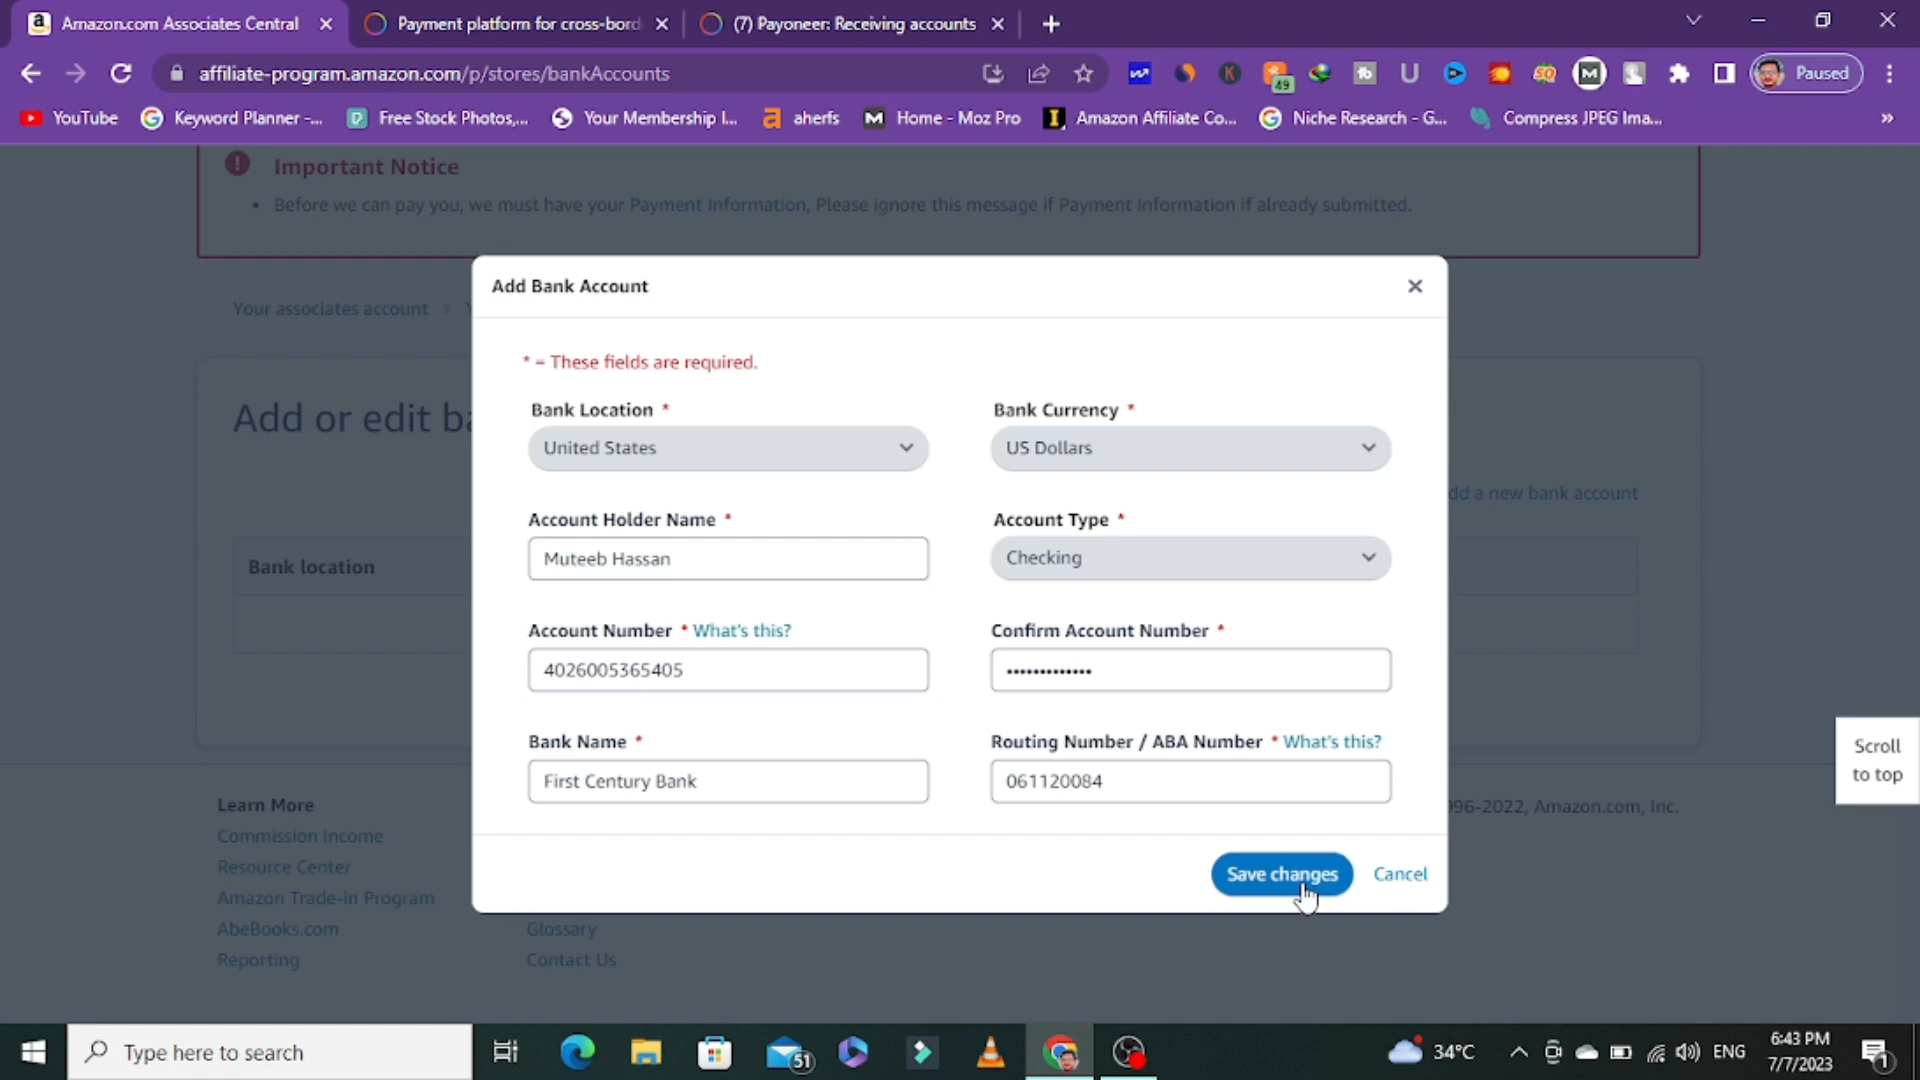 Amazon.com Associates Central
Payment platform for cross-bord
(7) Payoneer: Receiving accounts
affiliate-program.amazon.com/p/stores/bankAccounts
49
Paused
YouTube
Keyword Planner -...
Free Stock Photos,...
Your Membership I...
aherfs
Home - Moz Pro
Amazon Affiliate Co...
Niche Research - G...
Compress JPEG Ima...
Important Notice
• Before we can pay you, we must have your Payment Information, Please ignore this message if Payment Information if already submitted.
Your associates account >
Add or edit ba
dd a new bank account
Bank location
Add Bank Account
* = These fields are required.
Bank Location *
Bank Currency *
United States
US Dollars
Account Holder Name *
Account Type *
Muteeb Hassan
Checking
Account Number * What's this?
Confirm Account Number *
4026005365405
•••••••••••••
Bank Name *
Routing Number / ABA Number * What's this?
First Century Bank
061120084
Save changes
Cancel
Scroll
to top
Learn More
96-2022, Amazon.com, Inc.
Commission Income
Resource Center
Amazon Trade-in Program
AbeBooks.com
Glossary
Reporting
Contact Us
Type here to search
51
34°C
ENG
6:43 PM
7/7/2023
1